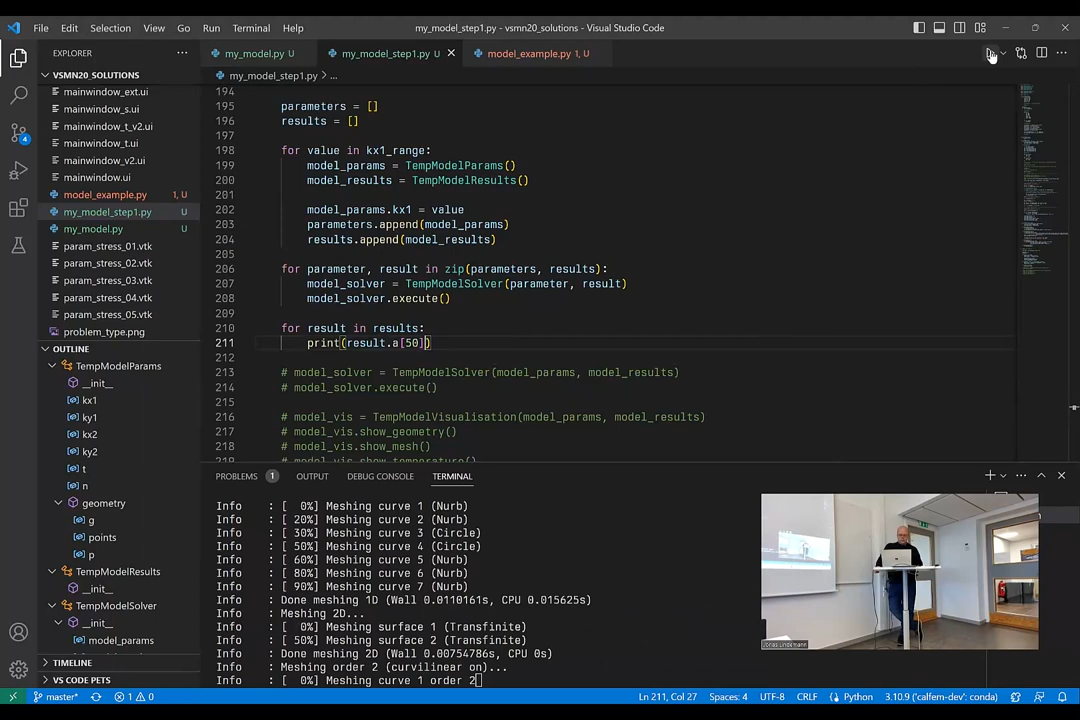 File Edit Selection View Go Run Terminal Help
my_model_step1.py - vsmn20_solutions - Visual Studio Code
EXPLORER
my_model.py U
my_model_step1.py U
model_example.py 1, U
VSMN20_SOLUTIONS
my_model_step1.py > ...
mainwindow_ext.ui
mainwindow_s.ui
mainwindow_t_v2.ui
mainwindow_t.ui
mainwindow_v2.ui
mainwindow.ui
model_example.py 1, U
my_model_step1.py U
my_model.py U
param_stress_01.vtk
param_stress_02.vtk
param_stress_03.vtk
param_stress_04.vtk
param_stress_05.vtk
problem_type.png
OUTLINE
TempModelParams
__init__
kx1
ky1
kx2
ky2
t
n
geometry
g
points
p
TempModelResults
__init__
TempModelSolver
__init__
model_params
TIMELINE
VS CODE PETS
194
195 parameters = []
196 results = []
197
198 for value in kx1_range:
199 model_params = TempModelParams()
200 model_results = TempModelResults()
201
202 model_params.kx1 = value
203 parameters.append(model_params)
204 results.append(model_results)
205
206 for parameter, result in zip(parameters, results):
207 model_solver = TempModelSolver(parameter, result)
208 model_solver.execute()
209
210 for result in results:
211 print(result.a[50])
212
213 # model_solver = TempModelSolver(model_params, model_results)
214 # model_solver.execute()
215
216 # model_vis = TempModelVisualisation(model_params, model_results)
217 # model_vis.show_geometry()
218 # model_vis.show_mesh()
219 # model_vis.show_temperature()
PROBLEMS 1 OUTPUT DEBUG CONSOLE TERMINAL
Info : [ 0%] Meshing curve 1 (Nurb)
Info : [ 20%] Meshing curve 2 (Nurb)
Info : [ 30%] Meshing curve 3 (Circle)
Info : [ 50%] Meshing curve 4 (Circle)
Info : [ 60%] Meshing curve 5 (Nurb)
Info : [ 80%] Meshing curve 6 (Nurb)
Info : [ 90%] Meshing curve 7 (Nurb)
Info : Done meshing 1D (Wall 0.0110161s, CPU 0.015625s)
Info : Meshing 2D...
Info : [ 0%] Meshing surface 1 (Transfinite)
Info : [ 50%] Meshing surface 2 (Transfinite)
Info : Done meshing 2D (Wall 0.00754786s, CPU 0s)
Info : Meshing order 2 (curvilinear on)...
Info : [ 0%] Meshing curve 1 order 2
Jonas Lindemann
4
master* 1 0
Ln 211, Col 27 Spaces: 4 UTF-8 CRLF Python 3.10.9 ('calfem-dev': conda)